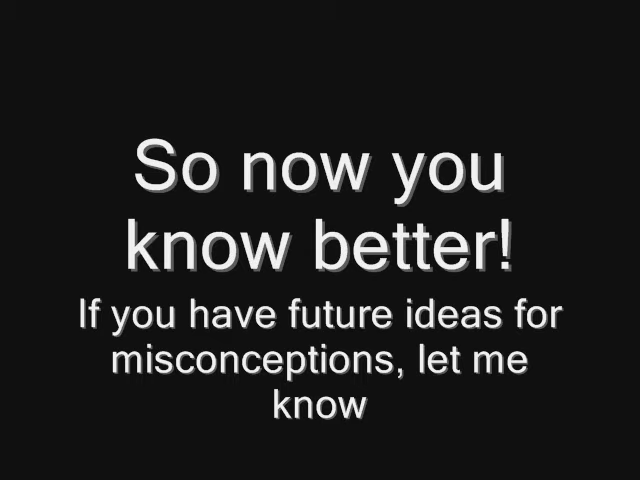 So now you
know better!
If you have future ideas for
misconceptions, let me
know